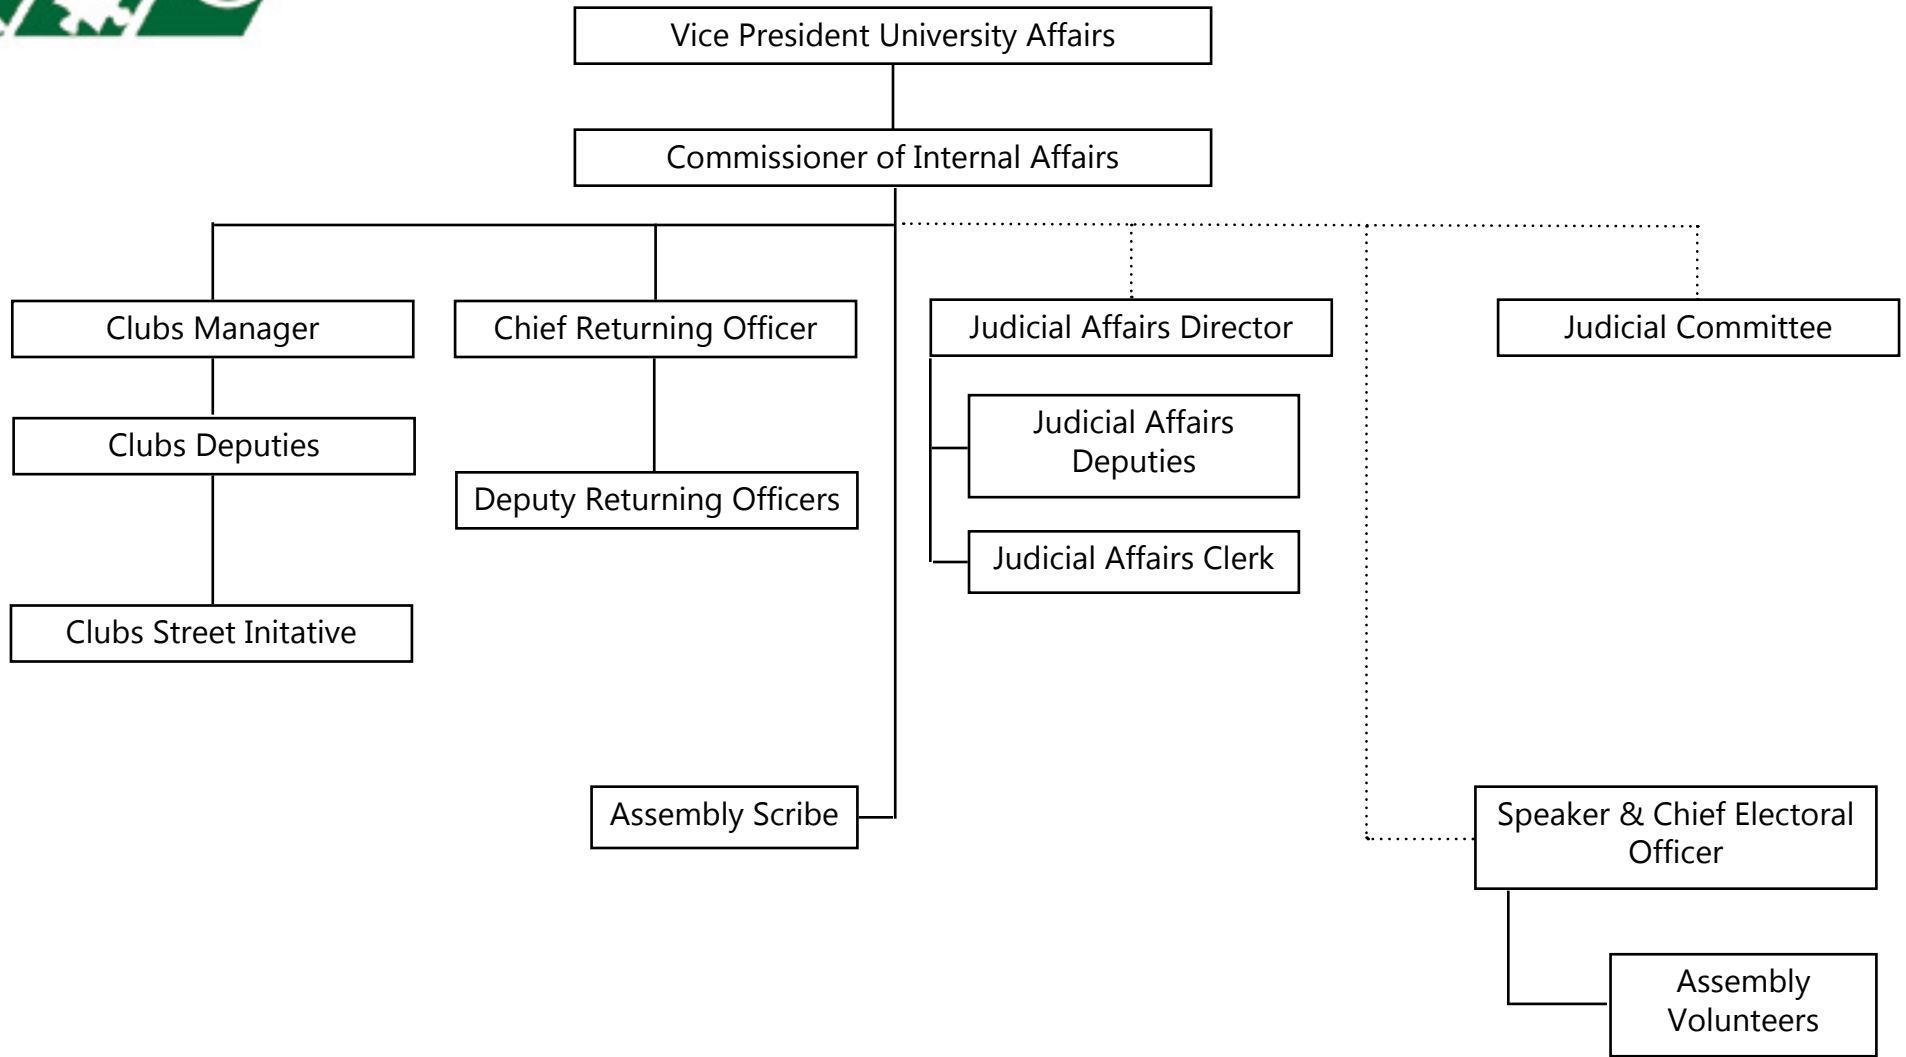 Vice President University Affairs
Commissioner of Internal Affairs
Clubs Manager
Chief Returning Officer
Judicial Affairs Director
Judicial Committee
Clubs Deputies
Judicial Affairs
Deputies
Deputy Returning Officers
Judicial Affairs Clerk
Clubs Street Initative
Assembly Scribe
Speaker & Chief Electoral
Officer
Assembly
Volunteers